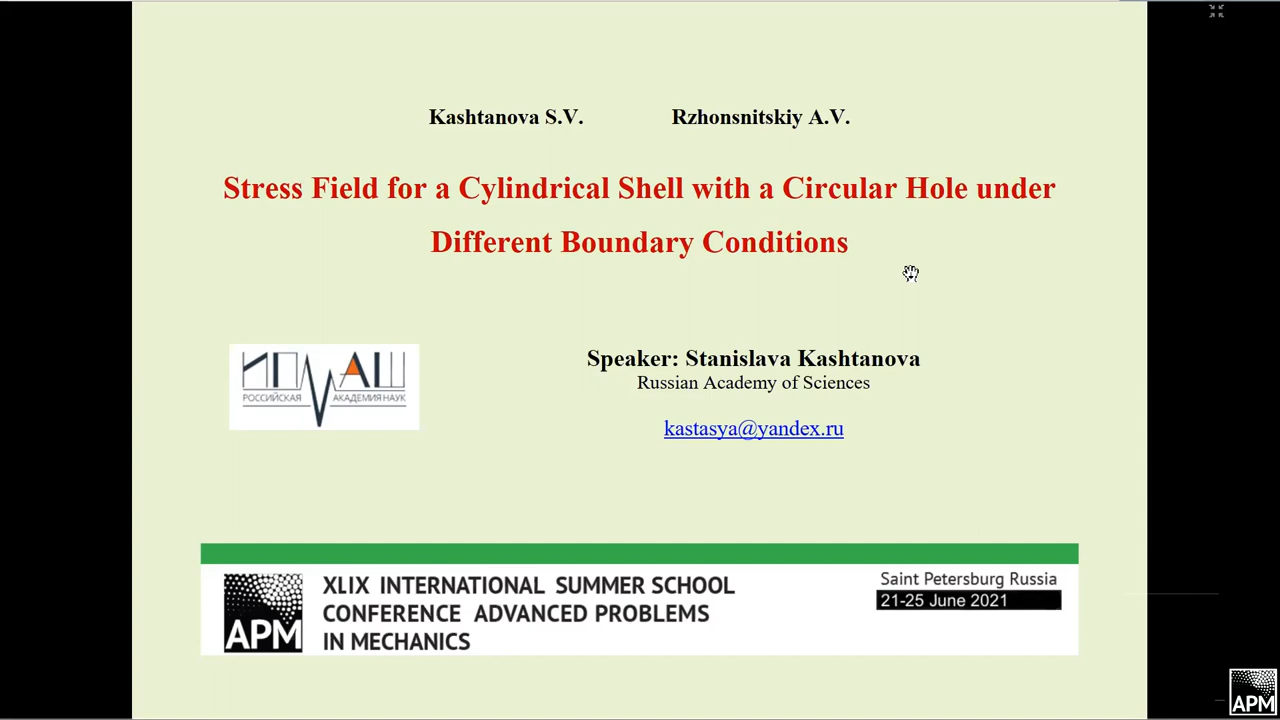 Kashtanova S.V. Rzhonsnitskiy A.V.
Stress Field for a Cylindrical Shell with a Circular Hole under
Different Boundary Conditions
ИПМАШ
РОССИЙСКАЯ АКАДЕМИЯ НАУК
Speaker: Stanislava Kashtanova
Russian Academy of Sciences
kastasya@yandex.ru
APM
XLIX INTERNATIONAL SUMMER SCHOOL
CONFERENCE ADVANCED PROBLEMS
IN MECHANICS
Saint Petersburg Russia
21-25 June 2021
APM